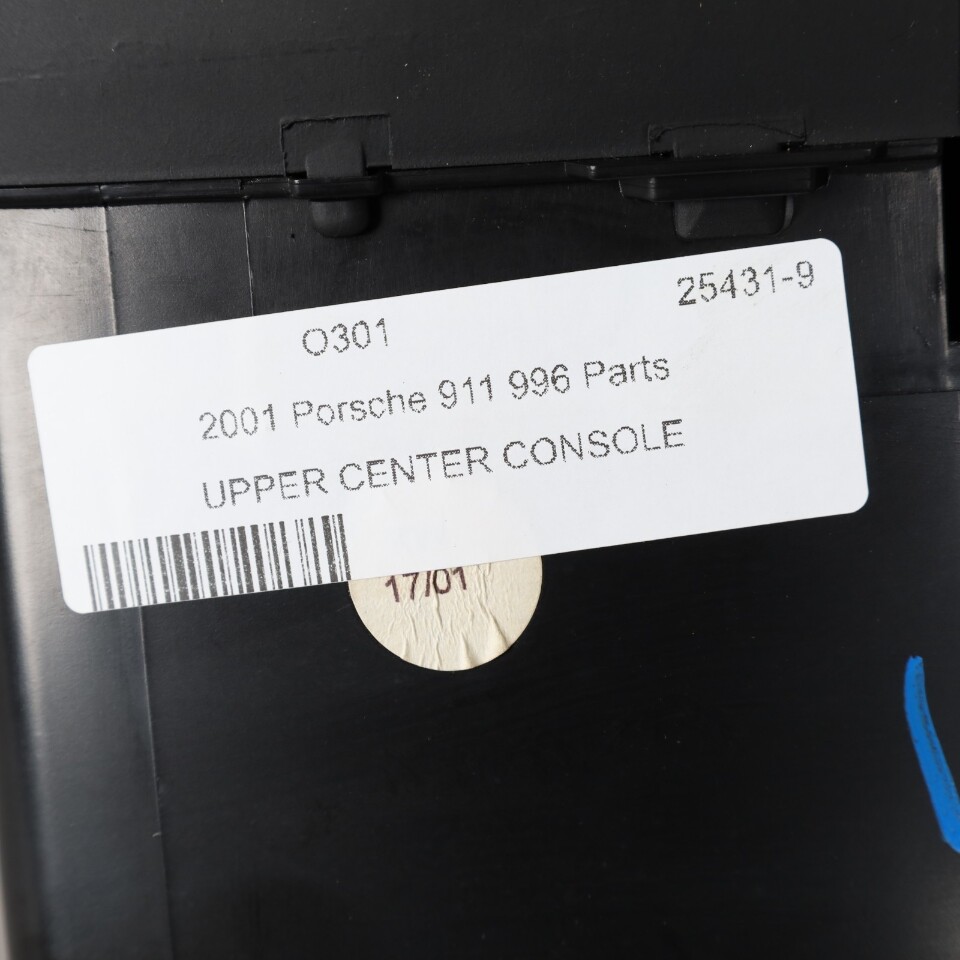 O301
25431-9
2001 Porsche 911 996 Parts
UPPER CENTER CONSOLE
17/01